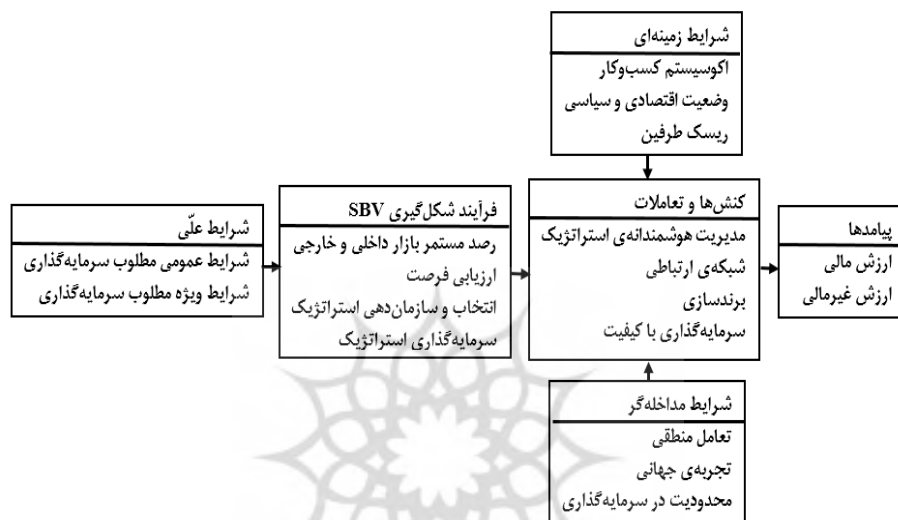 شرایط زمینه‌ای
اکوسیستم کسب‌وکار
وضعیت اقتصادی و سیاسی
ریسک طرفین
شرایط علّی
شرایط عمومی مطلوب سرمایه‌گذاری
شرایط ویژه مطلوب سرمایه‌گذاری
فرآیند شکل‌گیری SBV
رصد مستمر بازار داخلی و خارجی
ارزیابی فرصت
انتخاب و سازمان‌دهی استراتژیک
سرمایه‌گذاری استراتژیک
کنش‌ها و تعاملات
مدیریت هوشمندانه‌ی استراتژیک
شبکه‌ی ارتباطی
برندسازی
سرمایه‌گذاری با کیفیت
پیامدها
ارزش مالی
ارزش غیرمالی
شرایط مداخله‌گر
تعامل منطقی
تجربه‌ی جهانی
محدودیت در سرمایه‌گذاری